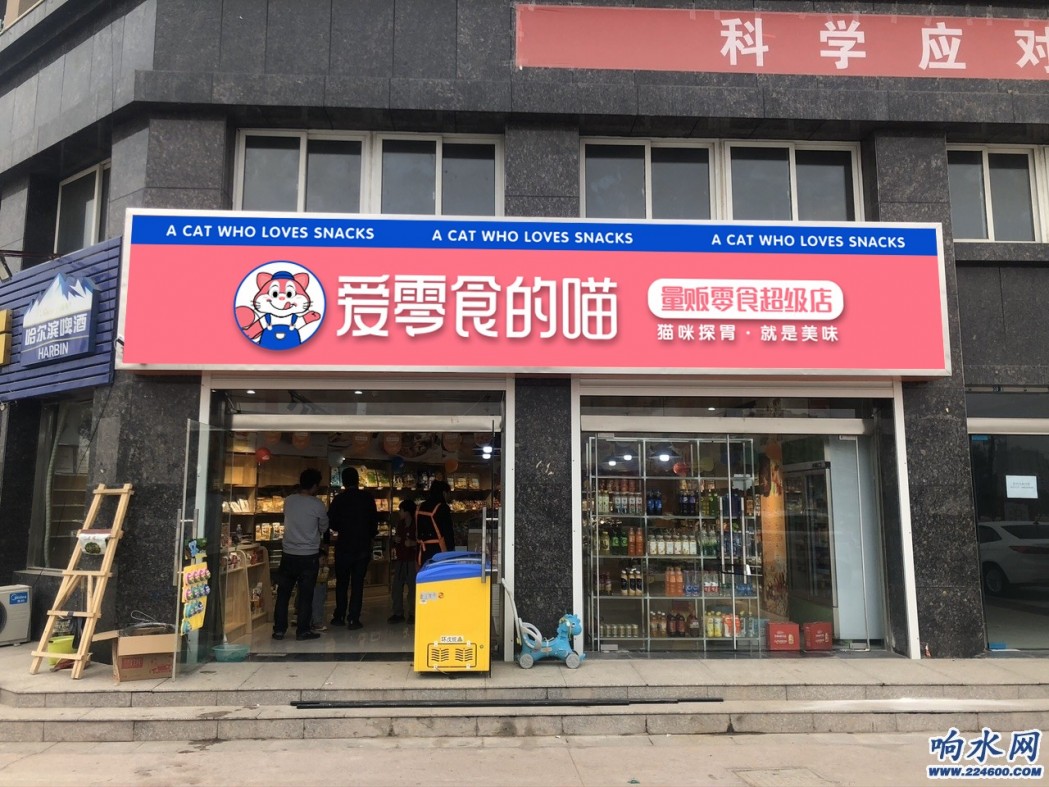 科学应对
A CAT WHO LOVES SNACKS
A CAT WHO LOVES SNACKS
A CAT WHO LOVES SNACKS
爱零食的喵
量贩零食超级店
猫咪探胃·就是美味
哈尔滨啤酒
HARBIN
响水网
www.224600.com